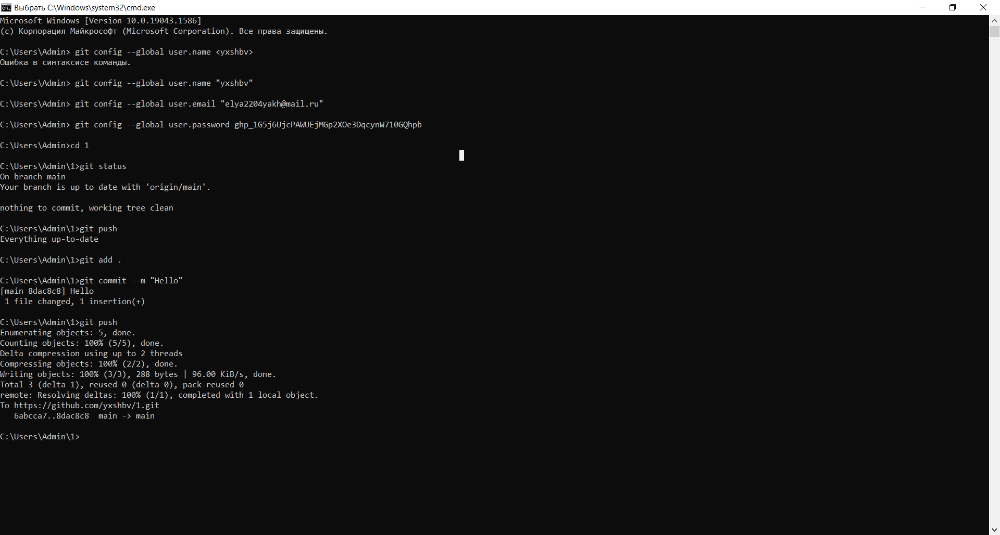 Выбрать C:\Windows\system32\cmd.exe
Microsoft Windows [Version 10.0.19043.1586]
(c) Корпорация Майкрософт (Microsoft Corporation). Все права защищены.
C:\Users\Admin> git config --global user.name <yxshbv>
Ошибка в синтаксисе команды.
C:\Users\Admin> git config --global user.name "yxshbv"
C:\Users\Admin> git config --global user.email "elya2204yakh@mail.ru"
C:\Users\Admin> git config --global user.password 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
C:\Users\Admin>cd 1
C:\Users\Admin\1>git status
On branch main
Your branch is up to date with 'origin/main'.
nothing to commit, working tree clean
C:\Users\Admin\1>git push
Everything up-to-date
C:\Users\Admin\1>git add .
C:\Users\Admin\1>git commit --m "Hello"
[main 8dac8c8] Hello
 1 file changed, 1 insertion(+)
C:\Users\Admin\1>git push
Enumerating objects: 5, done.
Counting objects: 100% (5/5), done.
Delta compression using up to 2 threads
Compressing objects: 100% (2/2), done.
Writing objects: 100% (3/3), 288 bytes | 96.00 KiB/s, done.
Total 3 (delta 1), reused 0 (delta 0), pack-reused 0
remote: Resolving deltas: 100% (1/1), completed with 1 local object.
To https://github.com/yxshbv/1.git
   6abcca7..8dac8c8  main -> main
C:\Users\Admin\1>